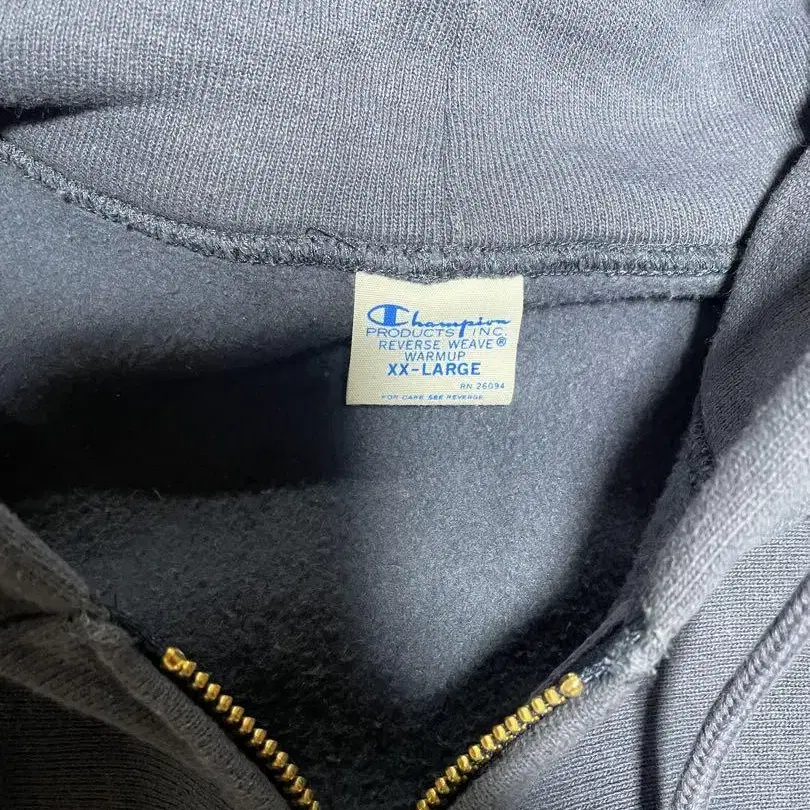 Champion
PRODUCTS INC.
REVERSE WEAVE®
WARMUP
XX-LARGE
RN 26094
FOR CARE SEE REVERSE